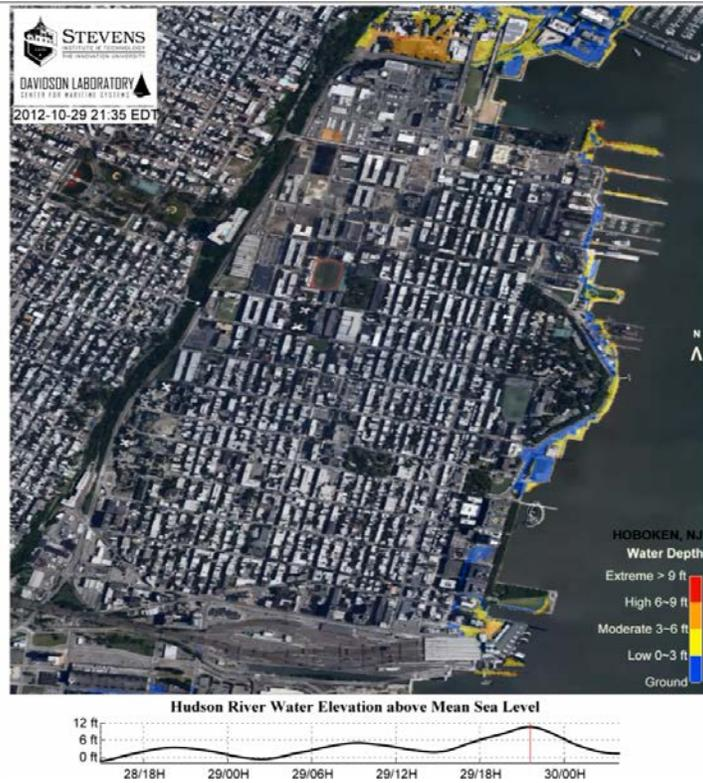 STEVENS
INSTITUTE of TECHNOLOGY
THE INNOVATION UNIVERSITY
DAVIDSON LABORATORY
CENTER FOR MARITIME SYSTEMS
2012-10-29 21:35 EDT
N
HOBOKEN, NJ
Water Depth
Extreme > 9 ft
High 6~9 ft
Moderate 3~6 ft
Low 0~3 ft
Ground
Hudson River Water Elevation above Mean Sea Level
12 ft
6 ft
0 ft
28/18H 29/00H 29/06H 29/12H 29/18H 30/00H